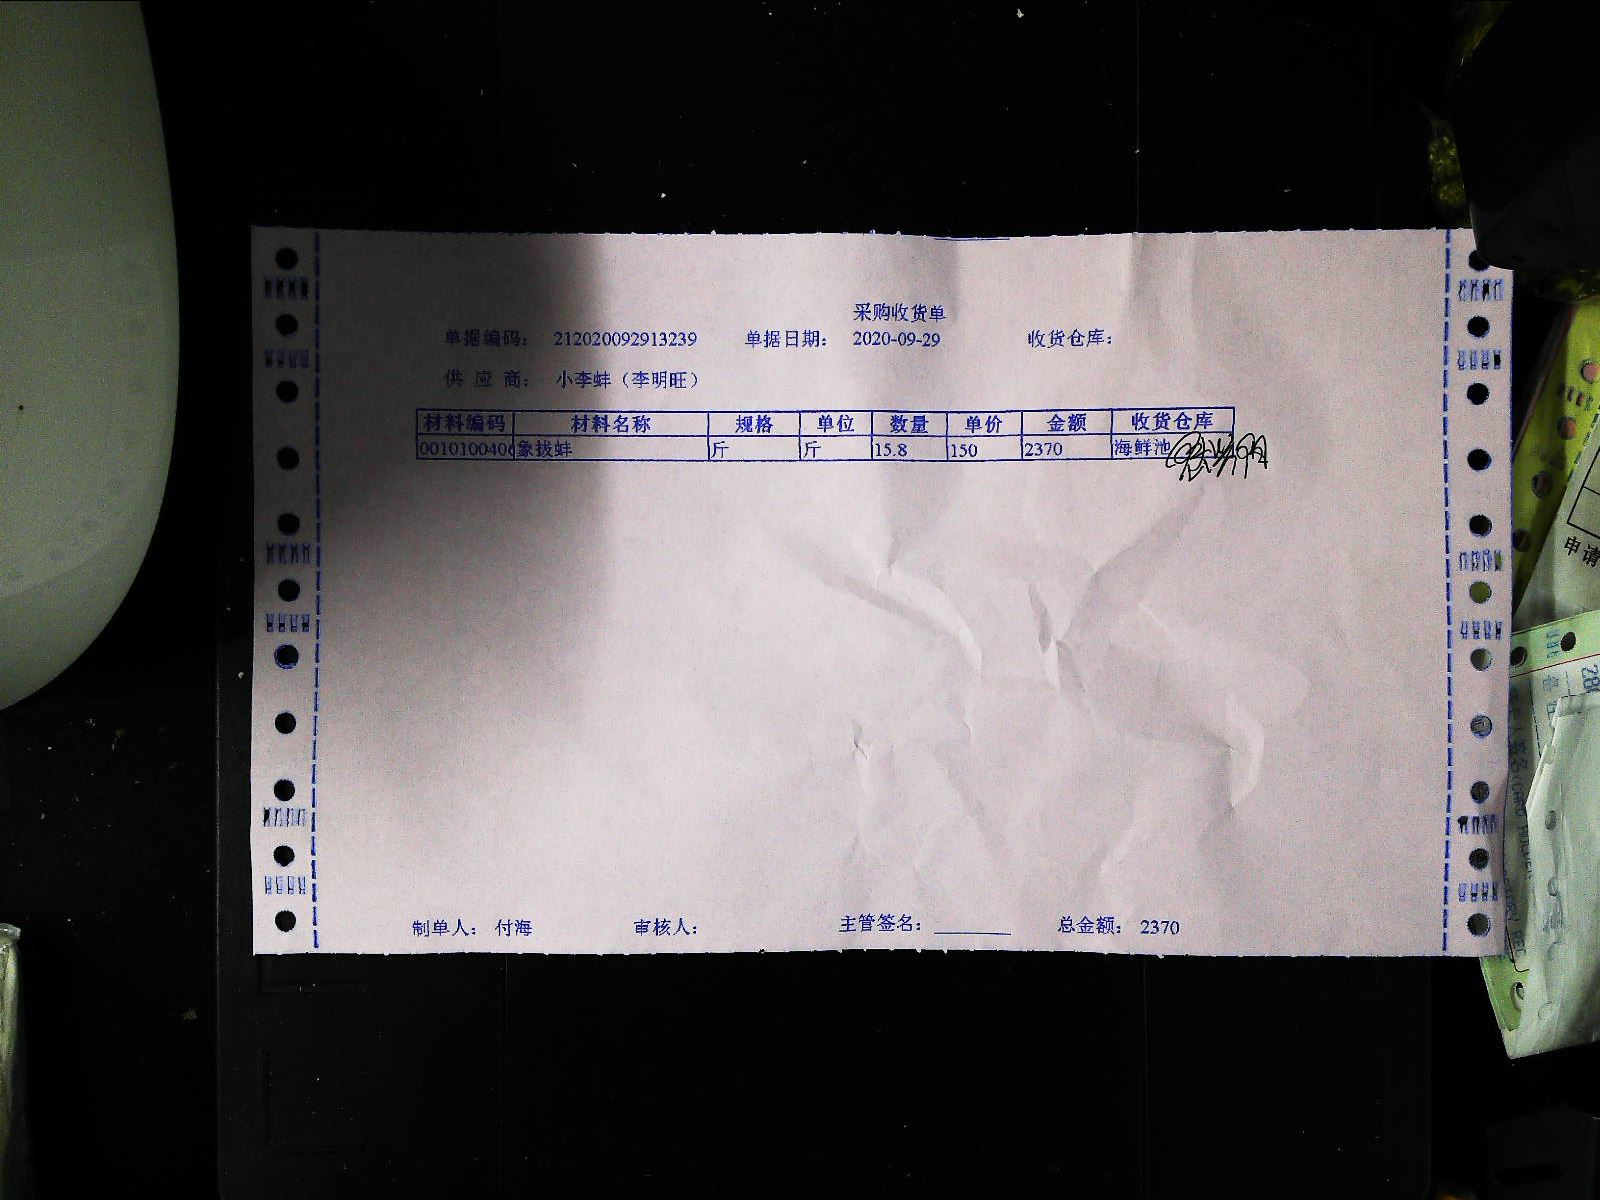 采购收货单
单据编码: 212020092913239 单据日期: 2020-09-29 收货仓库:
供 应 商: 小李蚌（李明旺）
材料编码 材料名称 规格 单位 数量 单价 金额 收货仓库
0010100400 象拔蚌 斤 斤 15.8 150 2370 海鲜池
制单人: 付海 审核人: 主管签名: ________ 总金额: 2370
申请